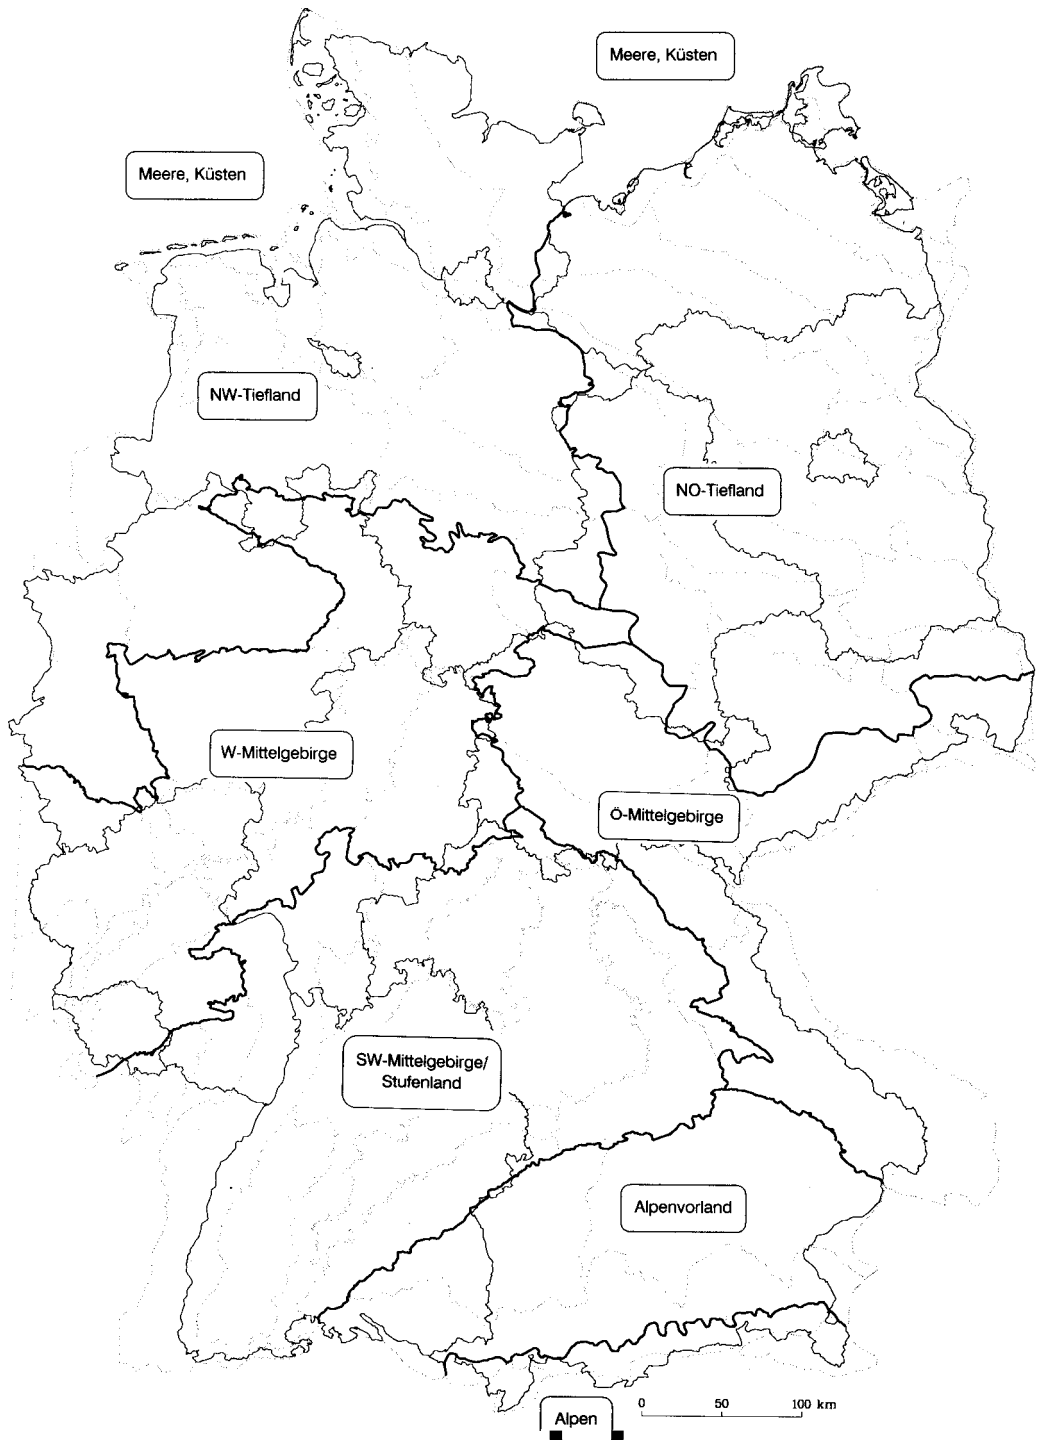 Meere, Küsten
Meere, Küsten
NW-Tiefland
NO-Tiefland
W-Mittelgebirge
Ö-Mittelgebirge
SW-Mittelgebirge/
Stufenland
Alpenvorland
Alpen
0 50 100 km